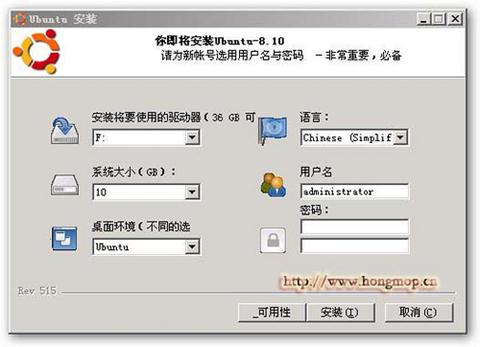 Ubuntu 安装
你即将安装Ubuntu-8.10
请为新帐号选用用户名与密码 －非常重要，必备
安装将要使用的驱动器(36 GB 可
F:
语言：
Chinese (Simplif
系统大小(GB)：
10
用户名
administrator
密码：
桌面环境(不同的选
Ubuntu
http://www.hongmop.cn
Rev 515
_可用性
安装(I)
取消(C)